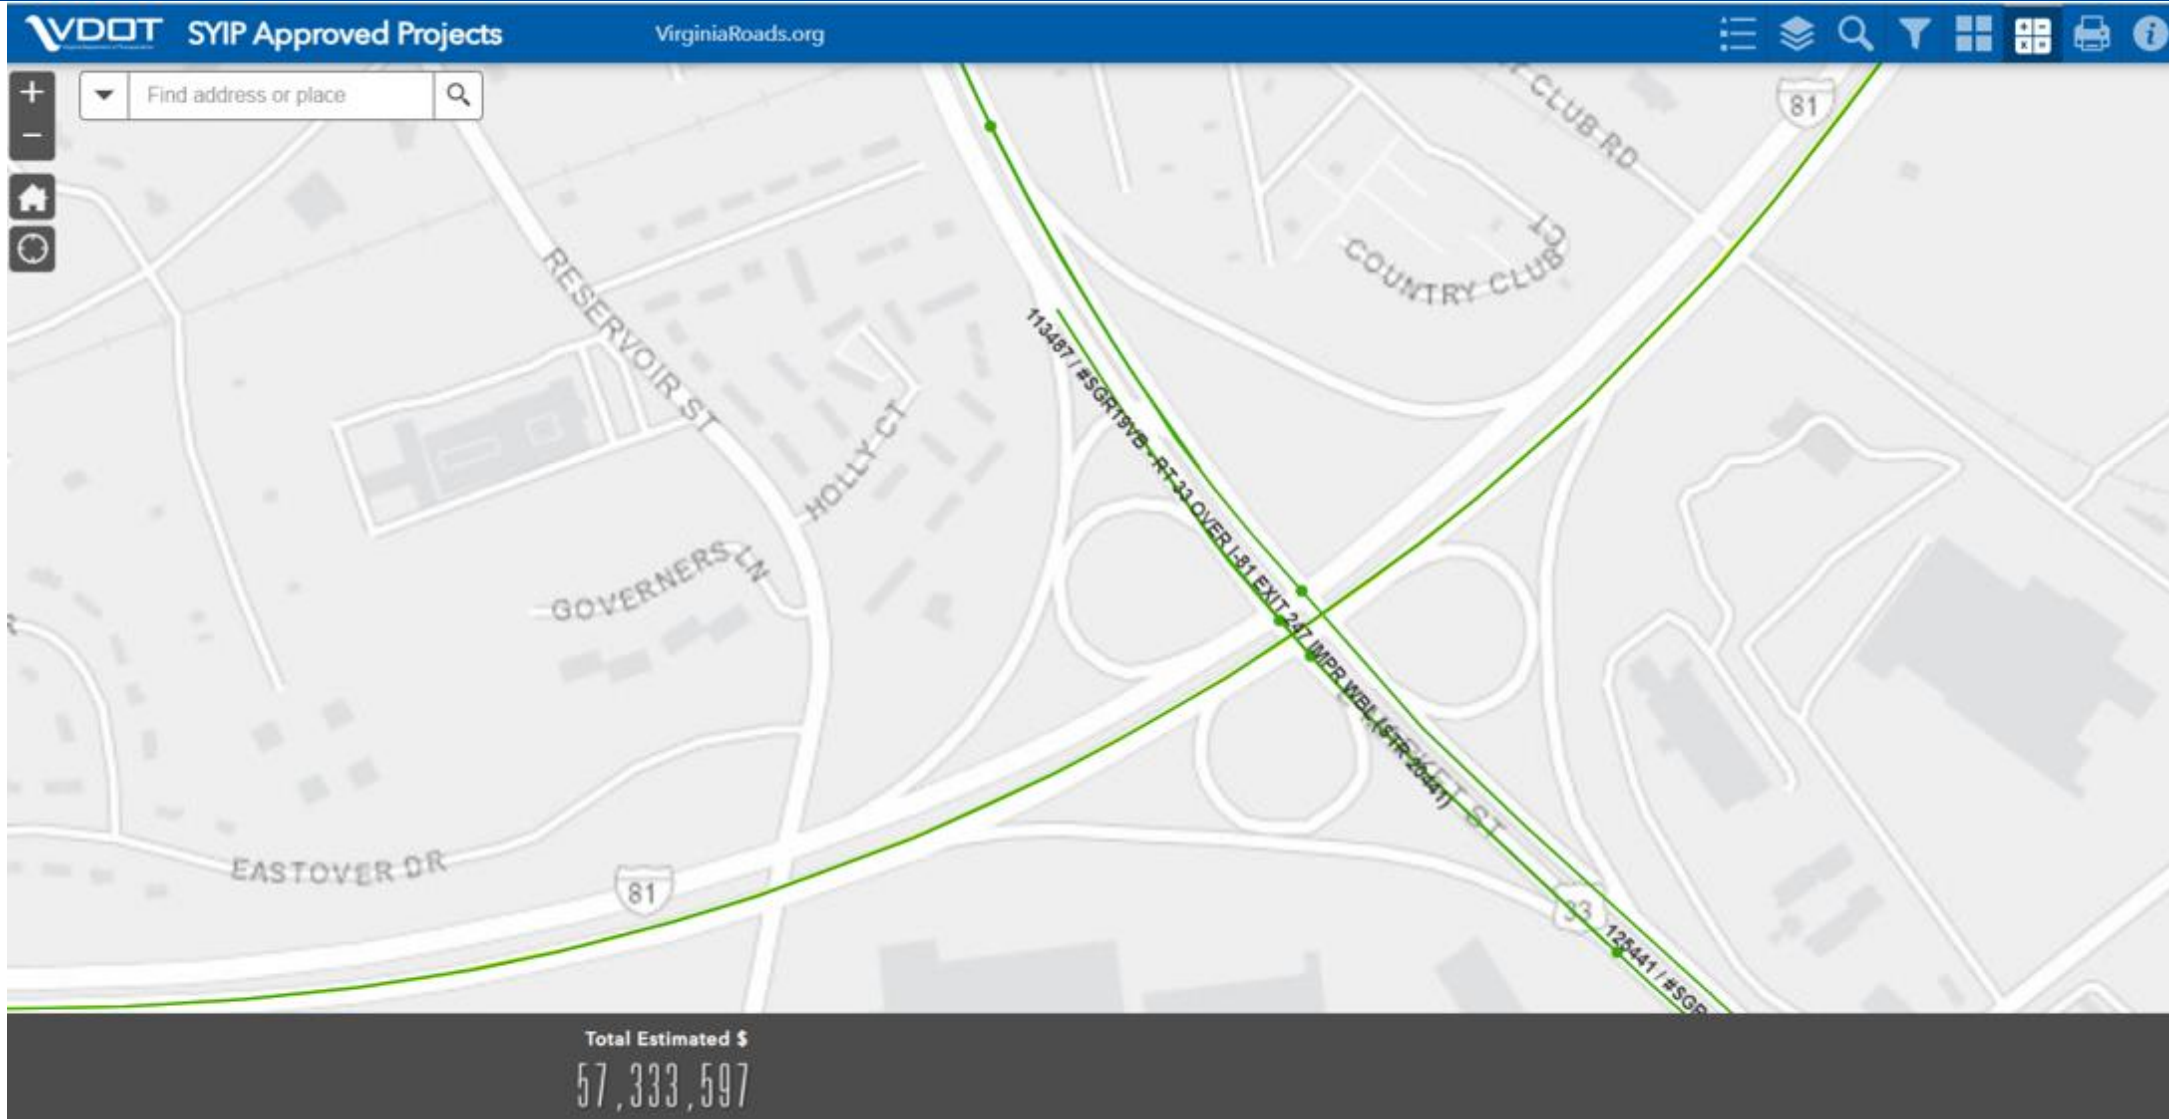 VDOT SYIP Approved Projects VirginiaRoads.org
Find address or place
CLUB RD
81
COUNTRY CLUB CT
RESERVOIR ST
113487 / #SGR19VB - RT 33 OVER I-81 EXIT 247 IMPR WBL (STR 20441)
HOLLY CT
GOVERNERS LN
ST
EASTOVER DR
81
33
125441 / #SGR
Total Estimated $
57,333,597